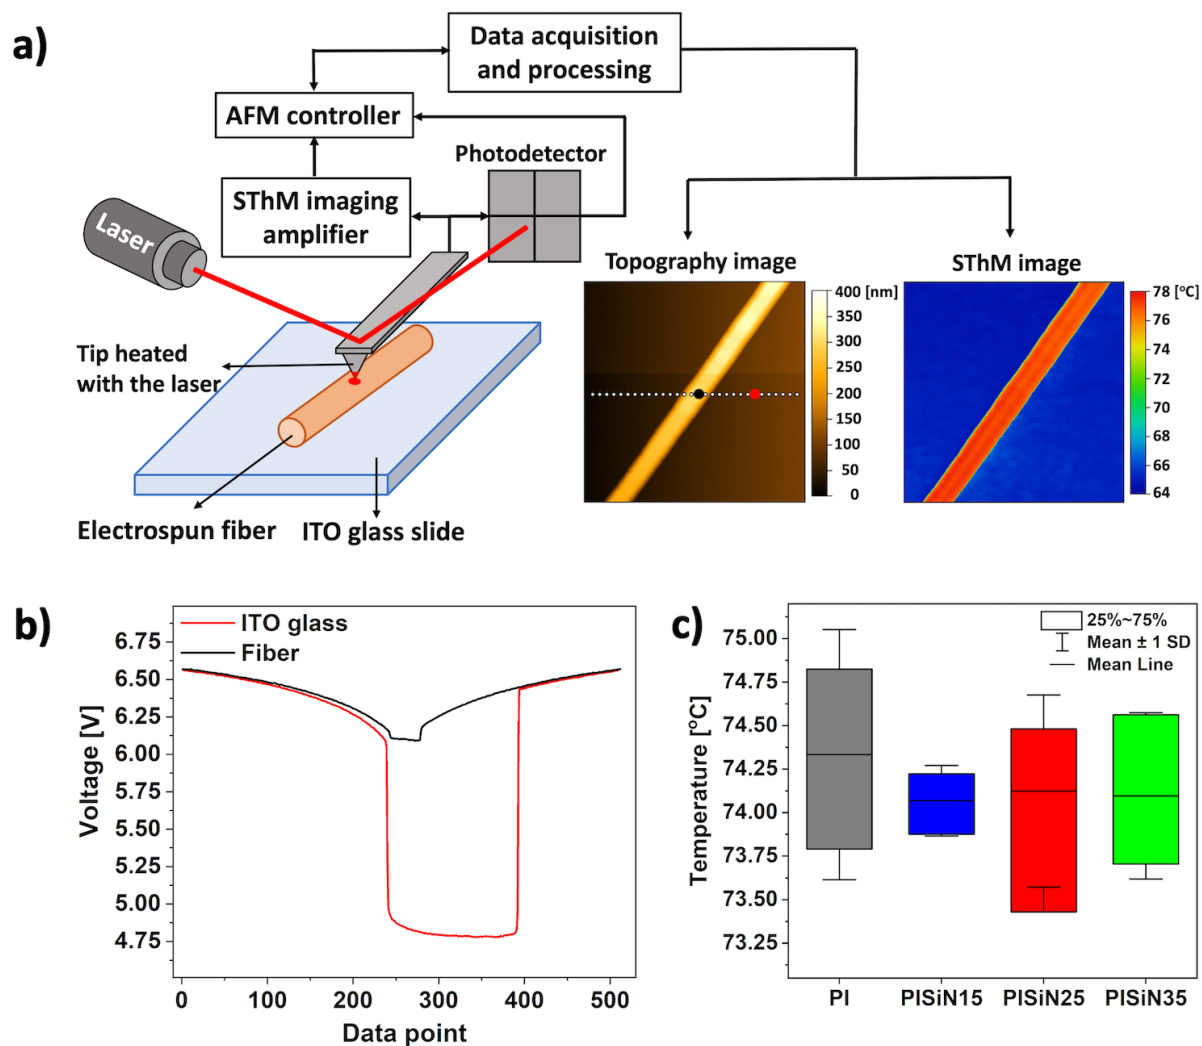 a)
Data acquisition
and processing
AFM controller
Photodetector
SThM imaging
amplifier
Laser
Tip heated
with the laser
Electrospun fiber
ITO glass slide
Topography image
400 [nm]
350
300
250
200
150
100
50
0
SThM image
78 [°C]
76
74
72
70
68
66
64
b)
ITO glass
Fiber
Voltage [V]
6.75
6.50
6.25
6.00
5.75
5.50
5.25
5.00
4.75
0 100 200 300 400 500
Data point
c)
25%~75%
Mean ± 1 SD
Mean Line
Temperature [°C]
75.00
74.75
74.50
74.25
74.00
73.75
73.50
73.25
PI PISiN15 PISiN25 PISiN35